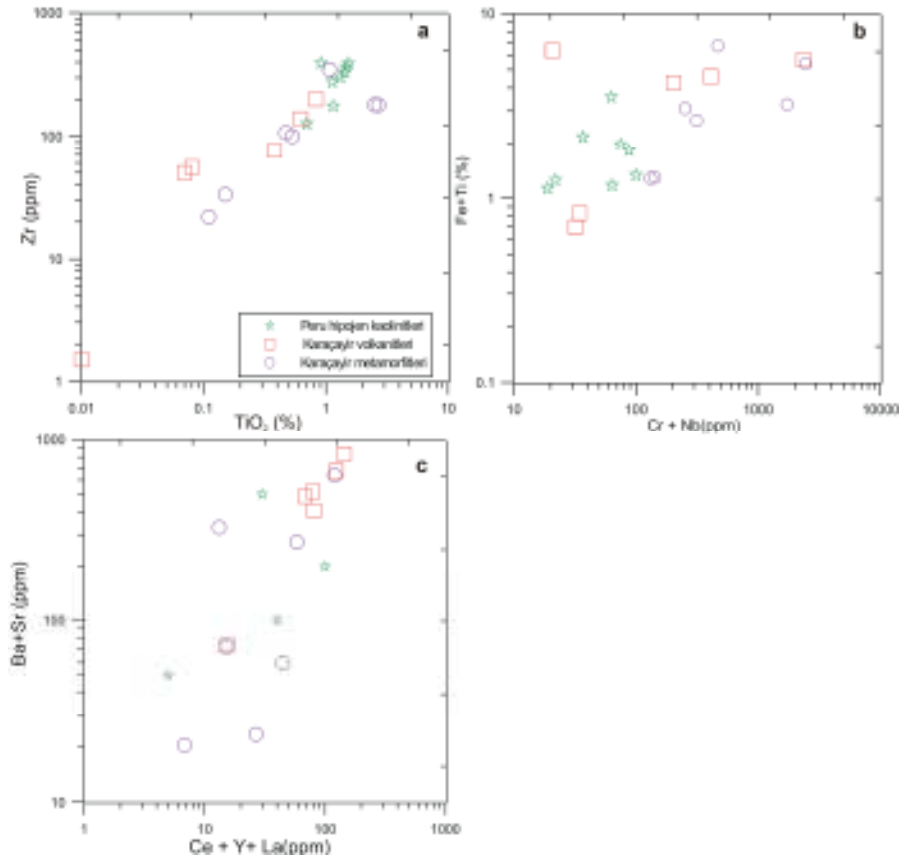 a
1000
100
10
1
Zr (ppm)
0.01
0.1
1
10
TiO2 (%)
Peru hipojen kaolinitleri
Karaçayir volkanitleri
Karaçayir metamorfitleri
b
10
1
0.1
Fe+Ti (%)
10
100
1000
10000
Cr + Nb(ppm)
c
1000
100
10
Ba+Sr (ppm)
1
10
100
1000
Ce + Y+ La(ppm)